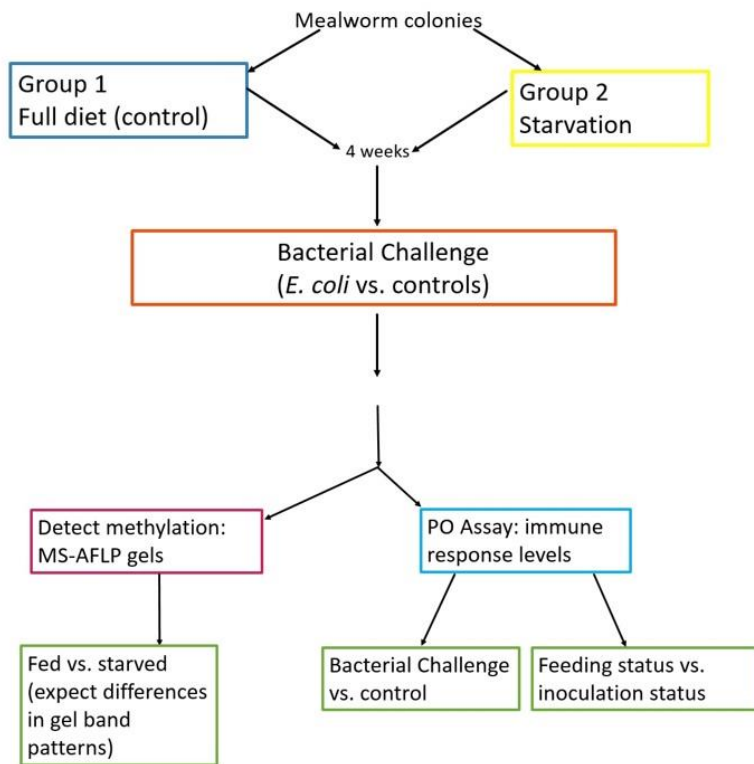 Mealworm colonies
Group 1
Full diet (control)
Group 2
Starvation
4 weeks
Bacterial Challenge
(E. coli vs. controls)
Detect methylation:
MS-AFLP gels
PO Assay: immune
response levels
Fed vs. starved
(expect differences
in gel band
patterns)
Bacterial Challenge
vs. control
Feeding status vs.
inoculation status